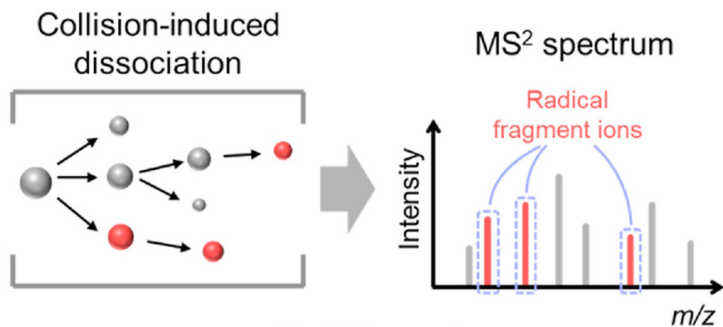 Collision-induced
dissociation
MS² spectrum
Radical
fragment ions
Intensity
m/z